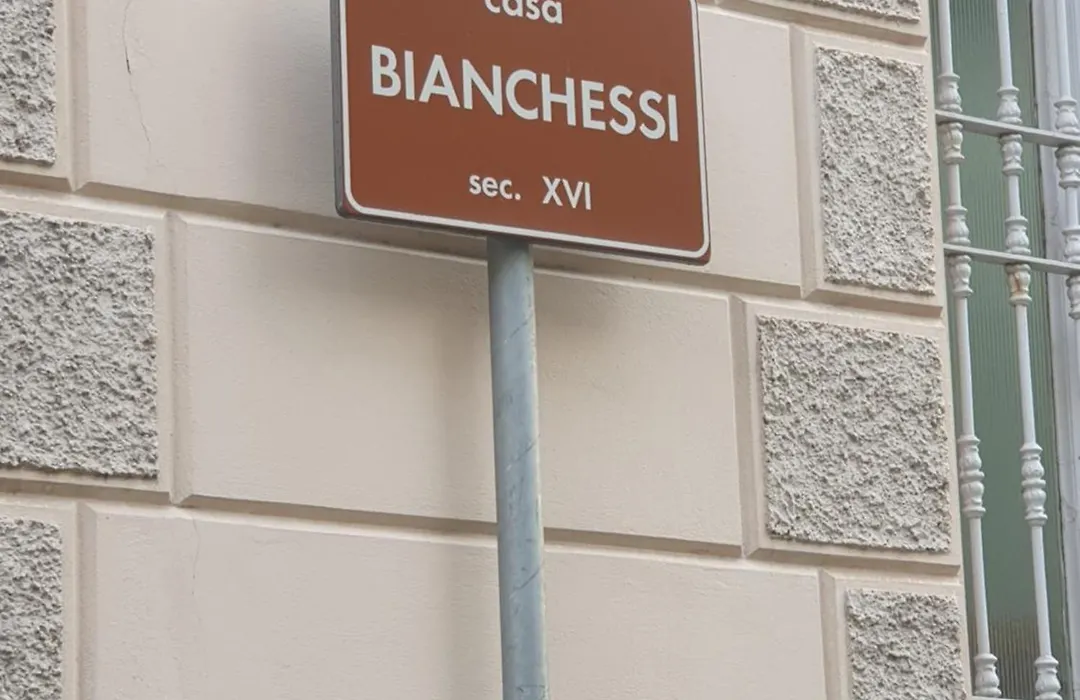 casa
BIANCHESSI
sec. XVI